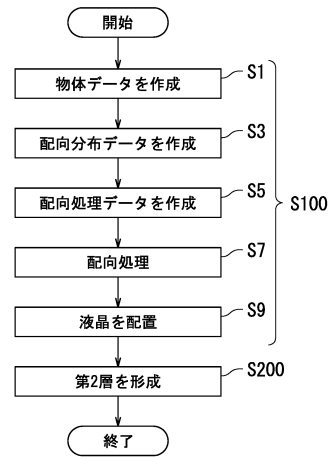 開始
物体データを作成 S1
配向分布データを作成 S3
配向処理データを作成 S5
S100
配向処理 S7
液晶を配置 S9
第2層を形成 S200
終了